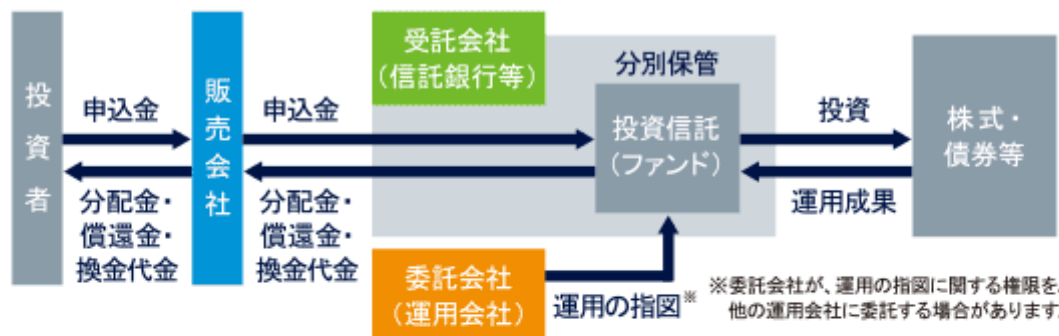 投資者
申込金
分配金・
償還金・
換金代金
販売会社
申込金
分配金・
償還金・
換金代金
受託会社
(信託銀行等)
分別保管
投資信託
(ファンド)
委託会社
(運用会社)
運用の指図※
投資
運用成果
株式・
債券等
※委託会社が、運用の指図に関する権限を、
他の運用会社に委託する場合があります